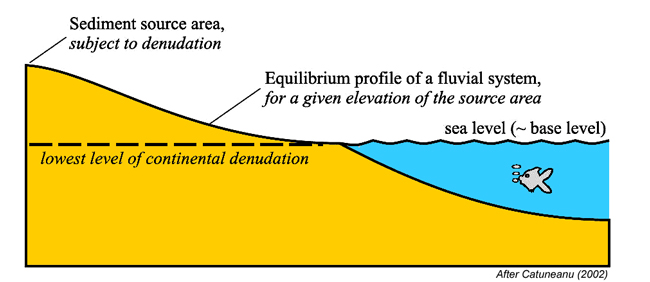 Sediment source area,
subject to denudation
Equilibrium profile of a fluvial system,
for a given elevation of the source area
sea level (~ base level)
lowest level of continental denudation
After Catuneanu (2002)